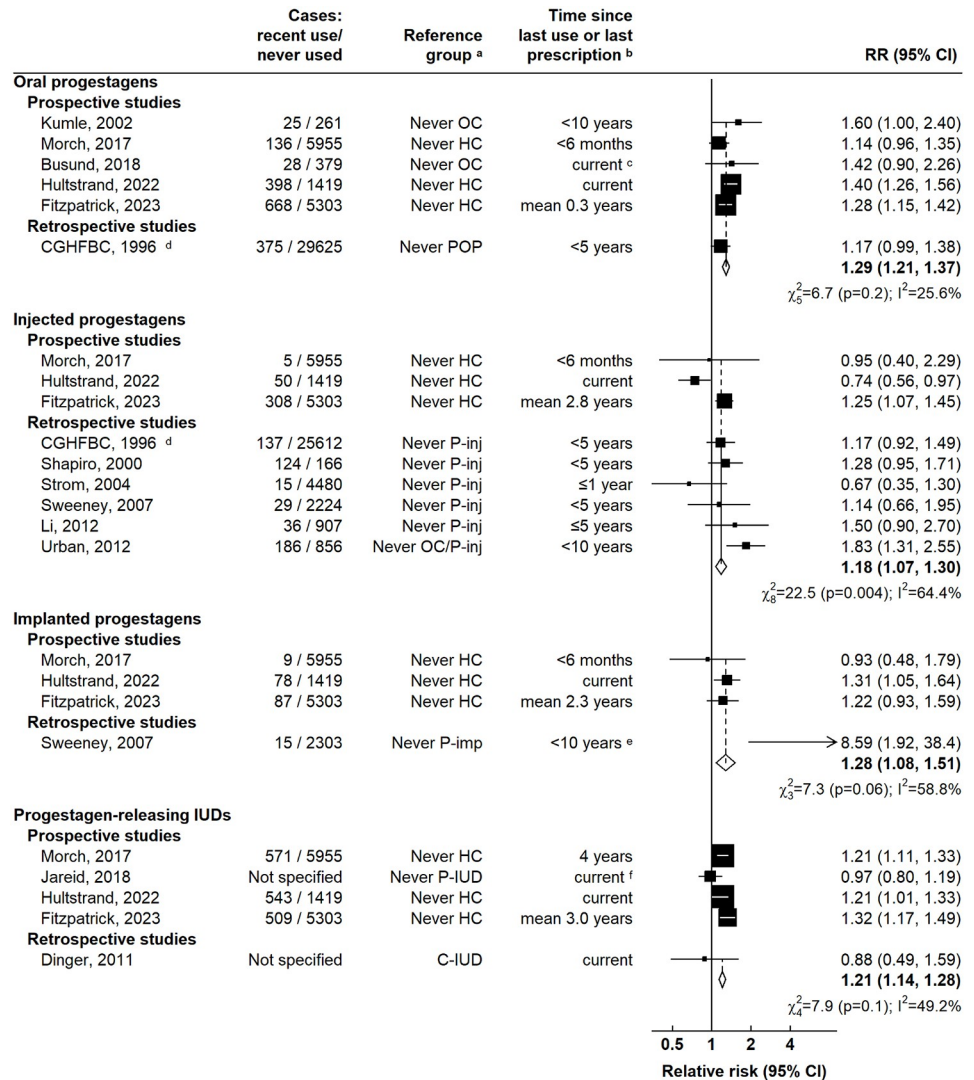 Cases: recent use/ never used Reference group a Time since last use or last prescription b RR (95% CI)
Oral progestagens
Prospective studies
Kumle, 2002 25 / 261 Never OC <10 years 1.60 (1.00, 2.40)
Morch, 2017 136 / 5955 Never HC <6 months 1.14 (0.96, 1.35)
Busund, 2018 28 / 379 Never OC current c 1.42 (0.90, 2.26)
Hultstrand, 2022 398 / 1419 Never HC current 1.40 (1.26, 1.56)
Fitzpatrick, 2023 668 / 5303 Never HC mean 0.3 years 1.28 (1.15, 1.42)
Retrospective studies
CGHFBC, 1996 d 375 / 29625 Never POP <5 years 1.17 (0.99, 1.38)
1.29 (1.21, 1.37)
χ²₅=6.7 (p=0.2); I²=25.6%
Injected progestagens
Prospective studies
Morch, 2017 5 / 5955 Never HC <6 months 0.95 (0.40, 2.29)
Hultstrand, 2022 50 / 1419 Never HC current 0.74 (0.56, 0.97)
Fitzpatrick, 2023 308 / 5303 Never HC mean 2.8 years 1.25 (1.07, 1.45)
Retrospective studies
CGHFBC, 1996 d 137 / 25612 Never P-inj <5 years 1.17 (0.92, 1.49)
Shapiro, 2000 124 / 166 Never P-inj <5 years 1.28 (0.95, 1.71)
Strom, 2004 15 / 4480 Never P-inj ≤1 year 0.67 (0.35, 1.30)
Sweeney, 2007 29 / 2224 Never P-inj <5 years 1.14 (0.66, 1.95)
Li, 2012 36 / 907 Never P-inj ≤5 years 1.50 (0.90, 2.70)
Urban, 2012 186 / 856 Never OC/P-inj <10 years 1.83 (1.31, 2.55)
1.18 (1.07, 1.30)
χ²₈=22.5 (p=0.004); I²=64.4%
Implanted progestagens
Prospective studies
Morch, 2017 9 / 5955 Never HC <6 months 0.93 (0.48, 1.79)
Hultstrand, 2022 78 / 1419 Never HC current 1.31 (1.05, 1.64)
Fitzpatrick, 2023 87 / 5303 Never HC mean 2.3 years 1.22 (0.93, 1.59)
Retrospective studies
Sweeney, 2007 15 / 2303 Never P-imp <10 years e 8.59 (1.92, 38.4)
1.28 (1.08, 1.51)
χ²₃=7.3 (p=0.06); I²=58.8%
Progestagen-releasing IUDs
Prospective studies
Morch, 2017 571 / 5955 Never HC 4 years 1.21 (1.11, 1.33)
Jareid, 2018 Not specified Never P-IUD current f 0.97 (0.80, 1.19)
Hultstrand, 2022 543 / 1419 Never HC current 1.21 (1.01, 1.33)
Fitzpatrick, 2023 509 / 5303 Never HC mean 3.0 years 1.32 (1.17, 1.49)
Retrospective studies
Dinger, 2011 Not specified C-IUD current 0.88 (0.49, 1.59)
1.21 (1.14, 1.28)
χ²₄=7.9 (p=0.1); I²=49.2%
0.5 1 2 4
Relative risk (95% CI)